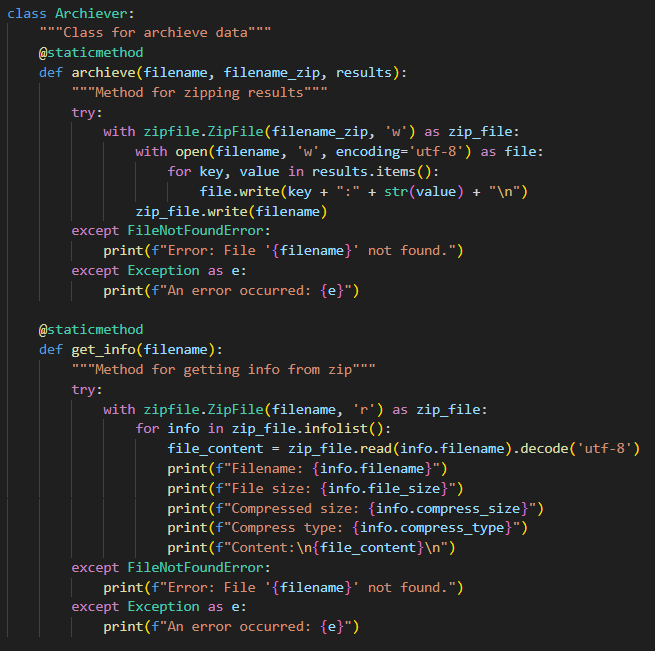 class Archiever:
    """Class for archieve data"""
    @staticmethod
    def archieve(filename, filename_zip, results):
        """Method for zipping results"""
        try:
            with zipfile.ZipFile(filename_zip, 'w') as zip_file:
                with open(filename, 'w', encoding='utf-8') as file:
                    for key, value in results.items():
                        file.write(key + ":" + str(value) + "\n")
                zip_file.write(filename)
        except FileNotFoundError:
            print(f"Error: File '{filename}' not found.")
        except Exception as e:
            print(f"An error occurred: {e}")

    @staticmethod
    def get_info(filename):
        """Method for getting info from zip"""
        try:
            with zipfile.ZipFile(filename, 'r') as zip_file:
                for info in zip_file.infolist():
                    file_content = zip_file.read(info.filename).decode('utf-8')
                    print(f"Filename: {info.filename}")
                    print(f"File size: {info.file_size}")
                    print(f"Compressed size: {info.compress_size}")
                    print(f"Compress type: {info.compress_type}")
                    print(f"Content:\n{file_content}\n")
        except FileNotFoundError:
            print(f"Error: File '{filename}' not found.")
        except Exception as e:
            print(f"An error occurred: {e}")